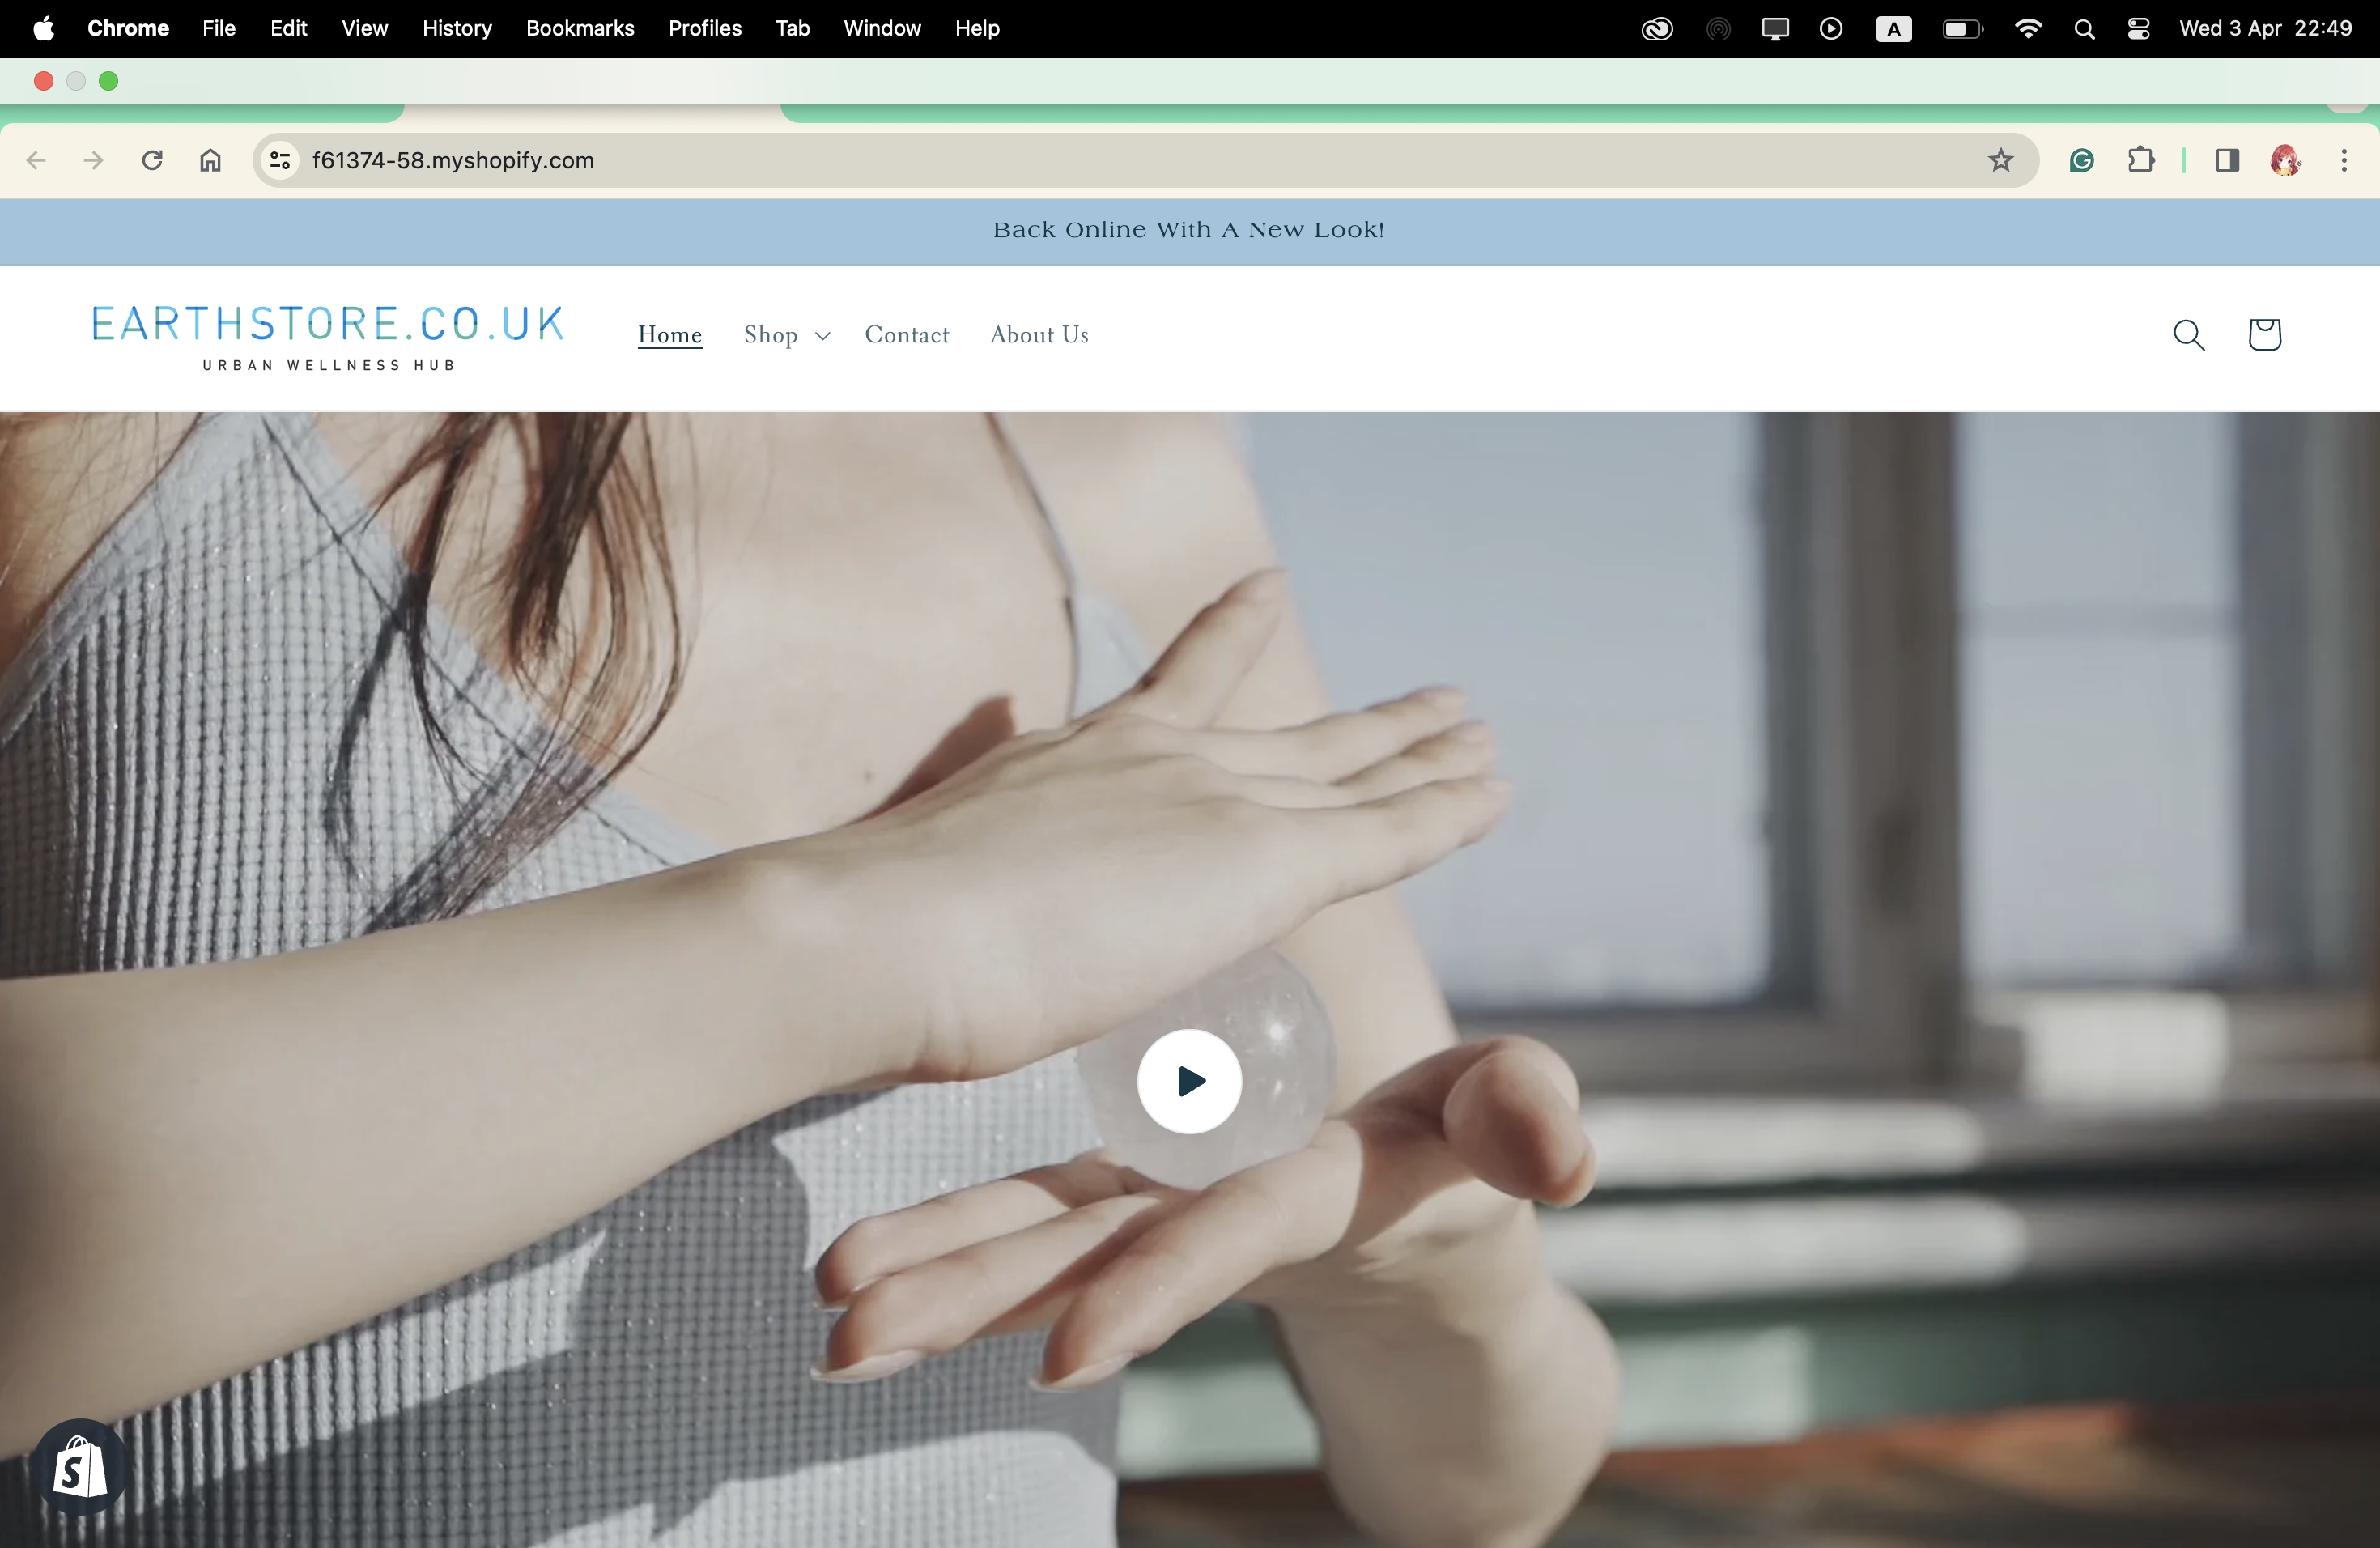 Chrome File Edit View History Bookmarks Profiles Tab Window Help A Wed 3 Apr 22:49
f61374-58.myshopify.com
Back Online With A New Look!
EARTHSTORE.CO.UK
URBAN WELLNESS HUB
Home Shop Contact About Us